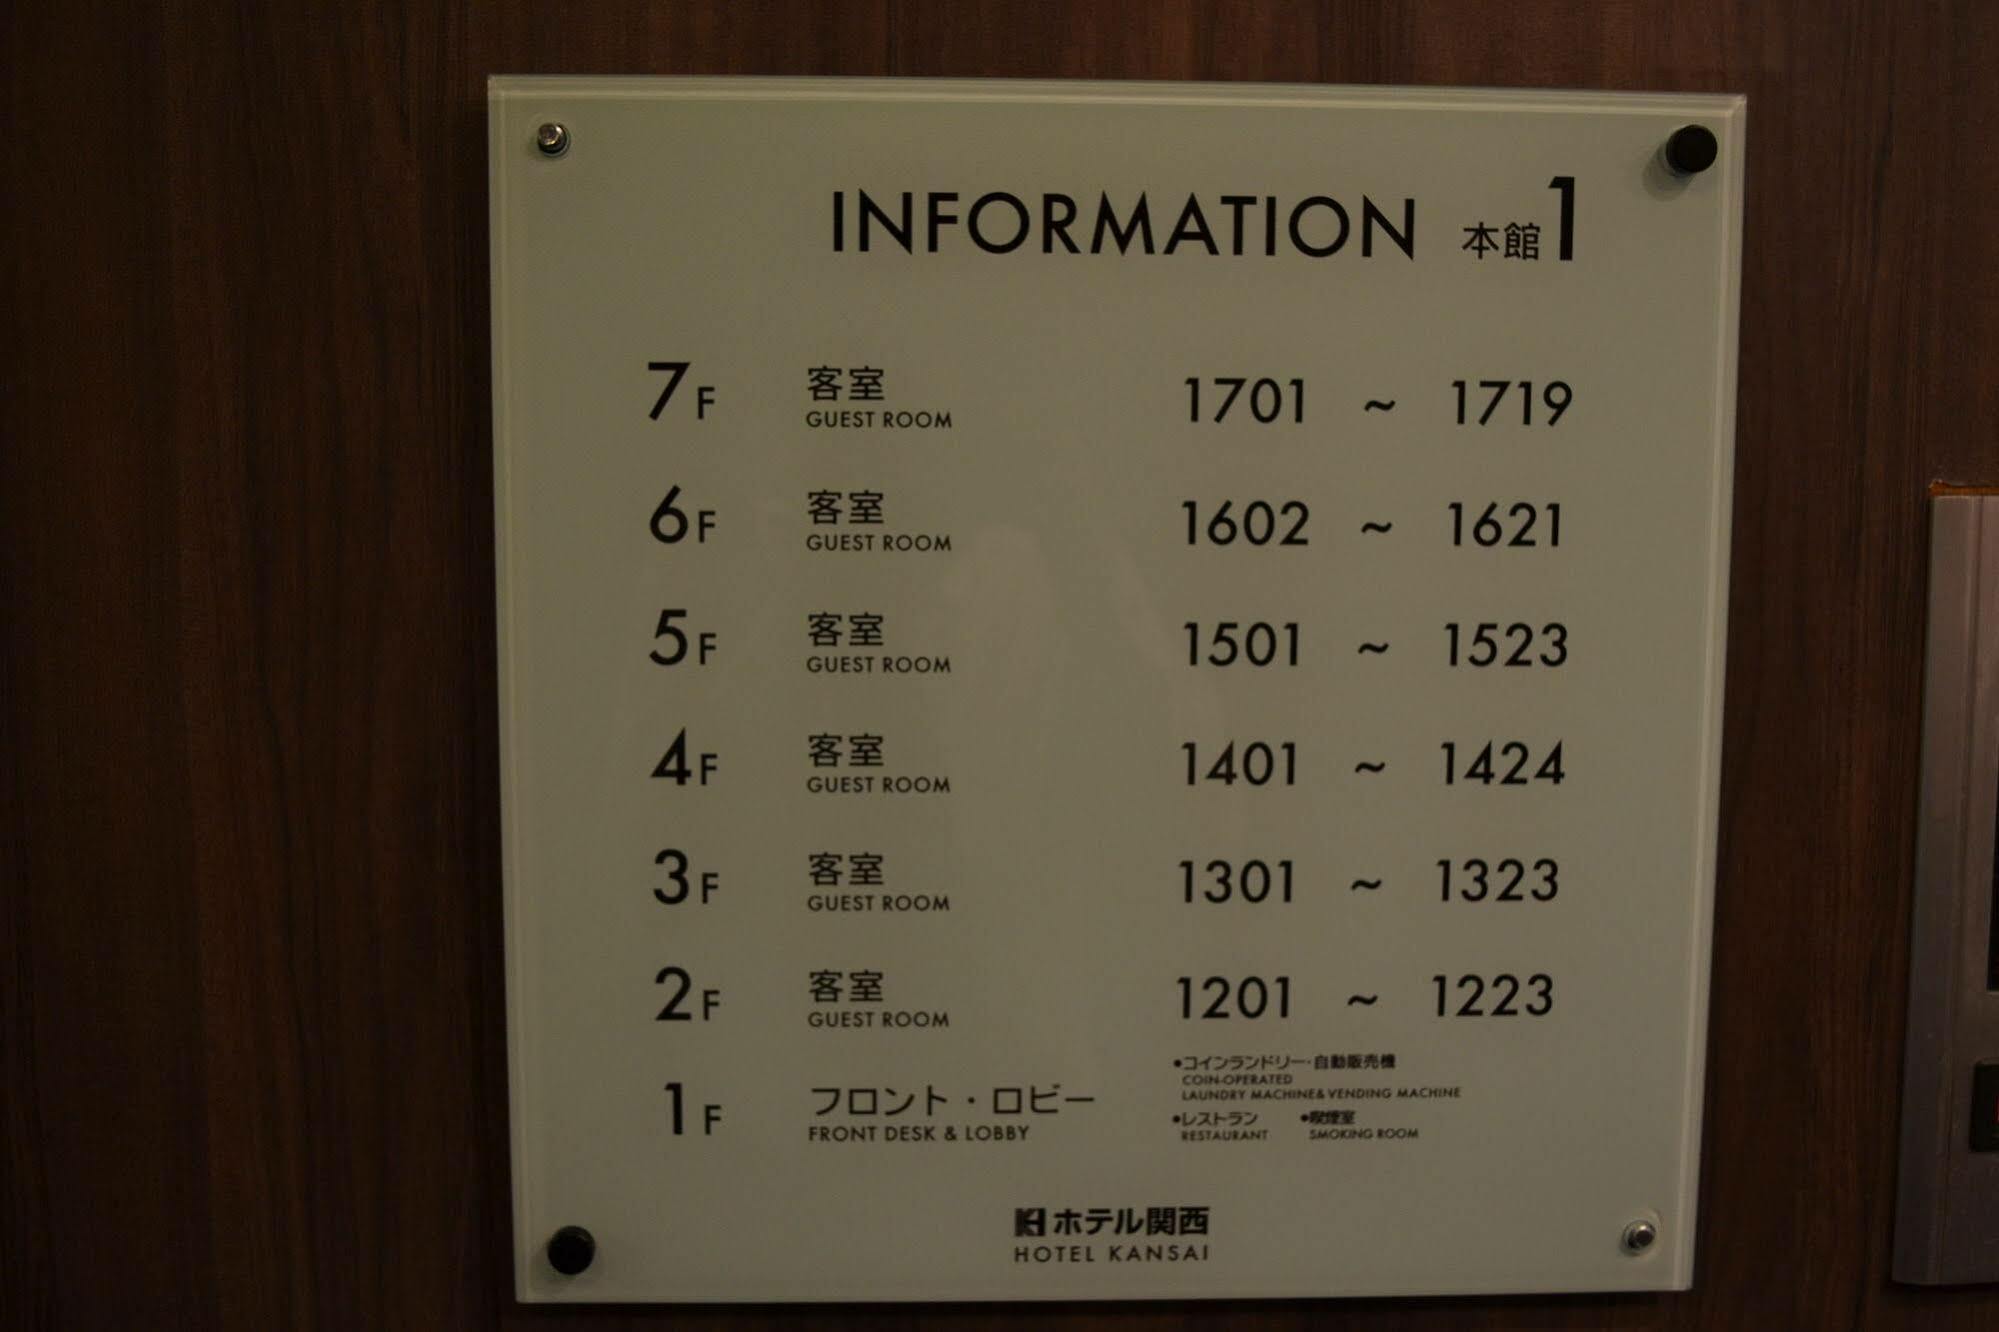 INFORMATION 本館1
7F 客室 1701 ~ 1719
GUEST ROOM
6F 客室 1602 ~ 1621
GUEST ROOM
5F 客室 1501 ~ 1523
GUEST ROOM
4F 客室 1401 ~ 1424
GUEST ROOM
3F 客室 1301 ~ 1323
GUEST ROOM
2F 客室 1201 ~ 1223
GUEST ROOM
1F フロント・ロビー
FRONT DESK & LOBBY
•コインランドリー・自動販売機
COIN-OPERATED
LAUNDRY MACHINE&VENDING MACHINE
•レストラン •喫煙室
RESTAURANT SMOKING ROOM
ホテル関西
HOTEL KANSAI